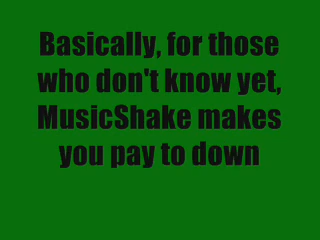 Basically, for those
who don't know yet,
MusicShake makes
you pay to down